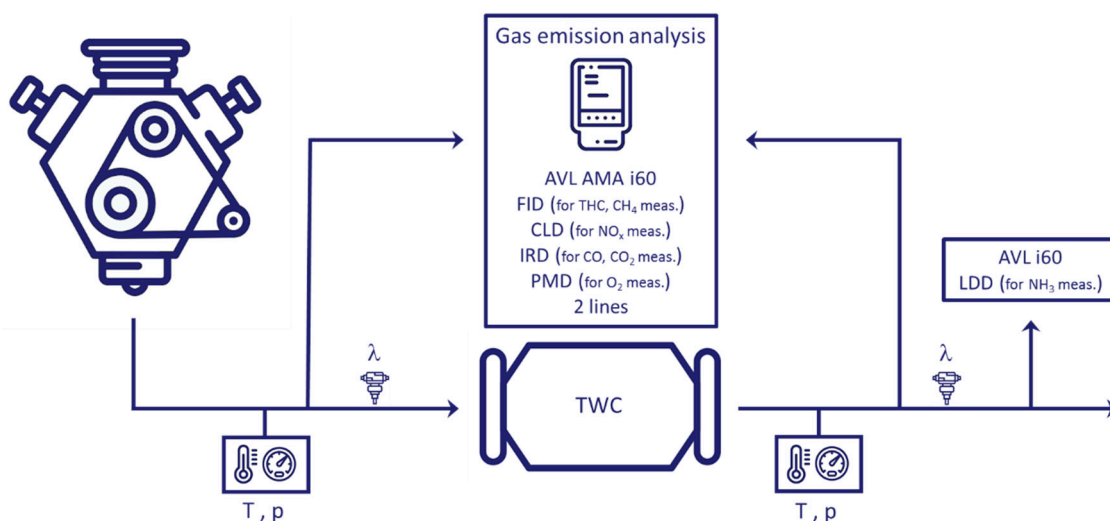 Gas emission analysis
AVL AMA i60
FID (for THC, CH₄ meas.)
CLD (for NOₓ meas.)
IRD (for CO, CO₂ meas.)
PMD (for O₂ meas.)
2 lines
AVL i60
LDD (for NH₃ meas.)
λ
λ
TWC
T , p
T , p